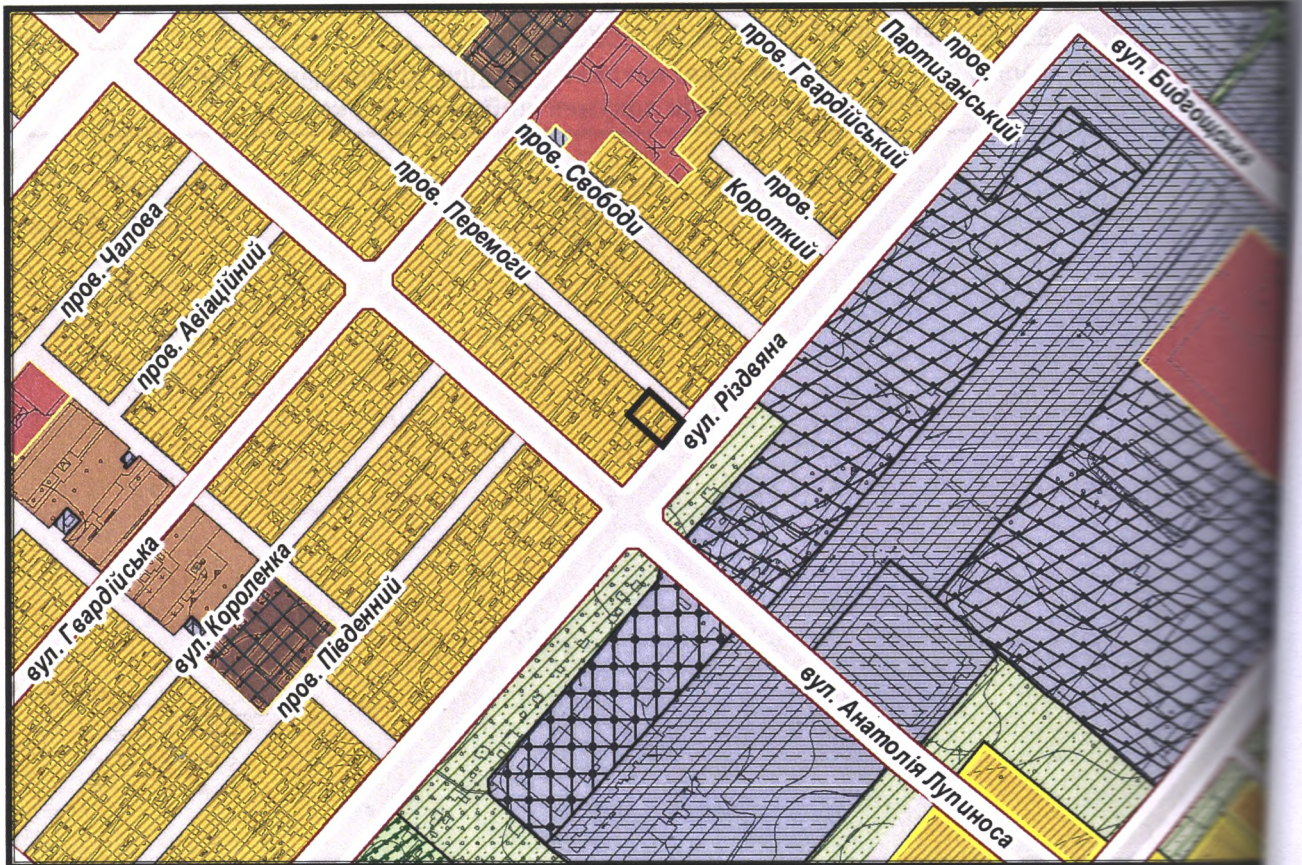 вул. Бидгощська
пров.
Партизанський
пров. Гвардійський
пров. Свободи
пров.
Короткий
пров. Перемоги
пров. Чалова
пров. Авіаційний
вул. Різдвяна
вул. Гвардійська
вул. Короленка
пров. Південний
вул. Анатолія Лупиноса